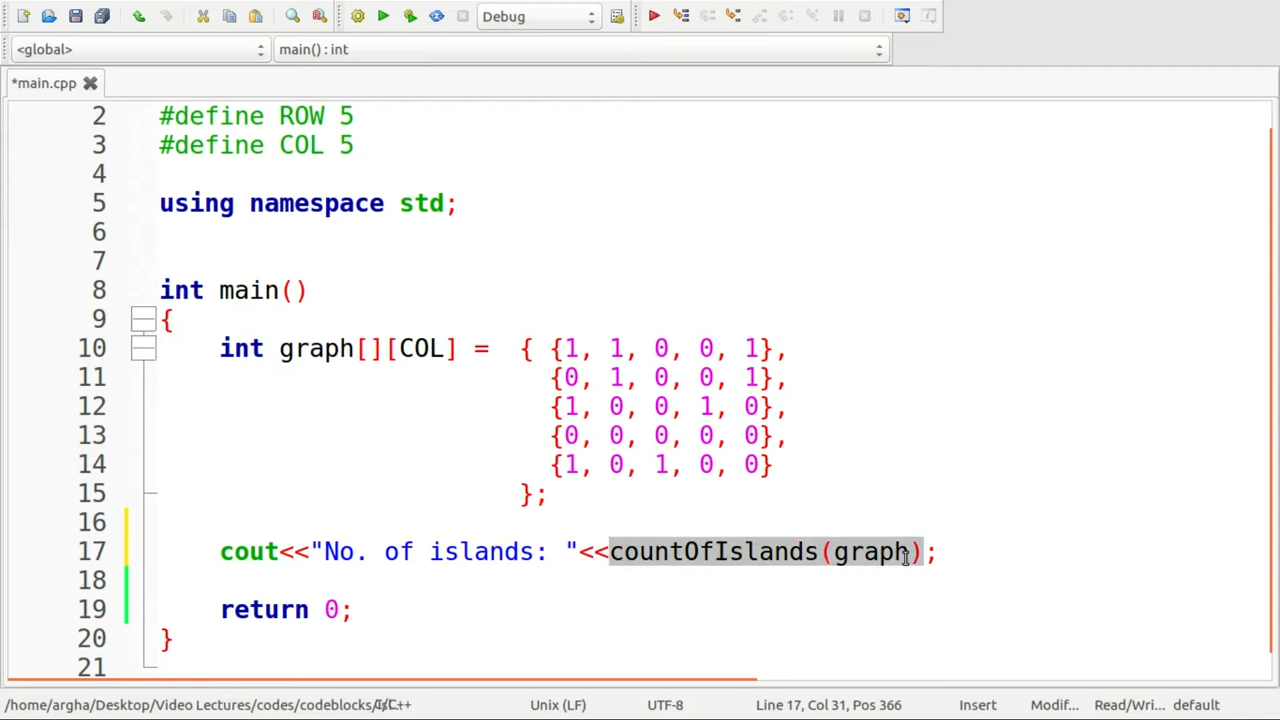 Debug
<global> main() : int
*main.cpp
2 #define ROW 5
3 #define COL 5
4
5 using namespace std;
6
7
8 int main()
9 {
10 int graph[][COL] = { {1, 1, 0, 0, 1},
11 {0, 1, 0, 0, 1},
12 {1, 0, 0, 1, 0},
13 {0, 0, 0, 0, 0},
14 {1, 0, 1, 0, 0}
15 };
16
17 cout<<"No. of islands: "<<countOfIslands(graph);
18
19 return 0;
20 }
21
/home/argha/Desktop/Video Lectures/codes/codeblocks/ C/C++ Unix (LF) UTF-8 Line 17, Col 31, Pos 366 Insert Modif... Read/Wri... default